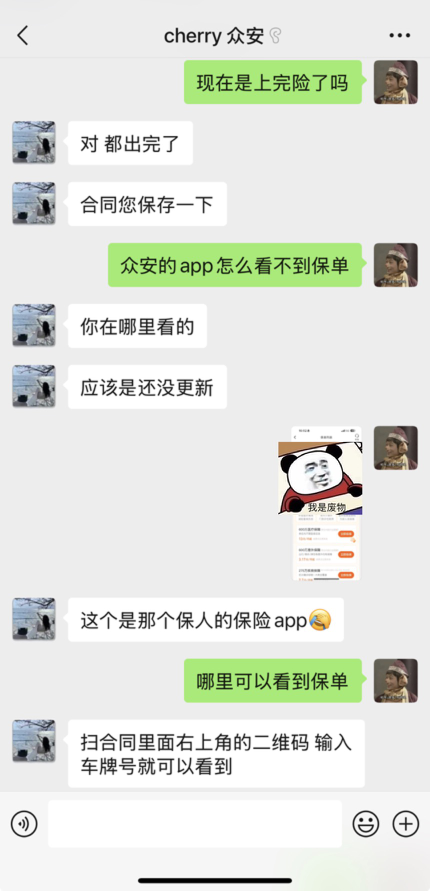 cherry 众安
现在是上完险了吗
对 都出完了
合同您保存一下
众安的app怎么看不到保单
你在哪里看的
应该是还没更新
我是废物
这个是那个保人的保险app
哪里可以看到保单
扫合同里面右上角的二维码 输入
车牌号就可以看到